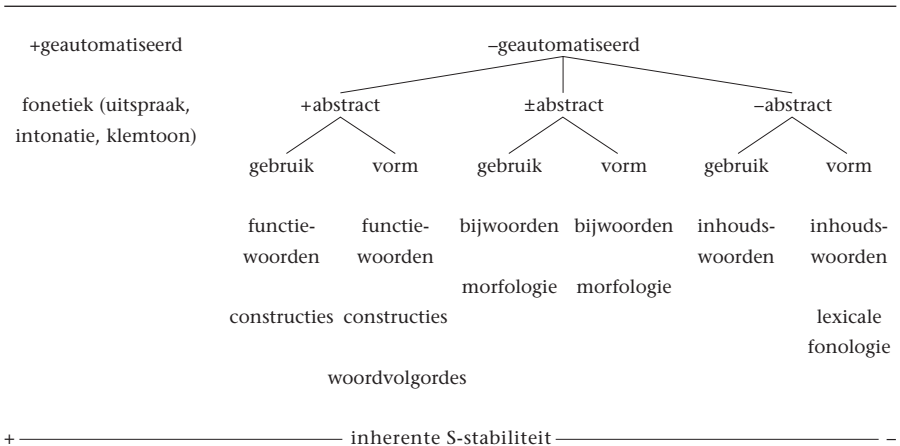 +geautomatiseerd –geautomatiseerd
fonetiek (uitspraak, +abstract ±abstract –abstract
intonatie, klemtoon)
gebruik vorm gebruik vorm gebruik vorm
functie- functie- bijwoorden bijwoorden inhouds- inhouds-
woorden woorden woorden woorden
morfologie morfologie
constructies constructies lexicale
fonologie
woordvolgordes
+ inherente S-stabiliteit –